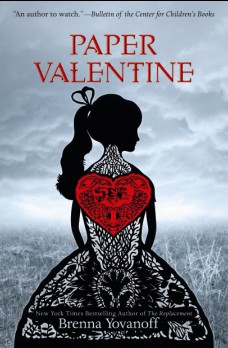 "An author to watch."—Bulletin of the Center for Children's Books
PAPER
VALENTINE
New York Times Bestselling Author of The Replacement
Brenna Yovanoff